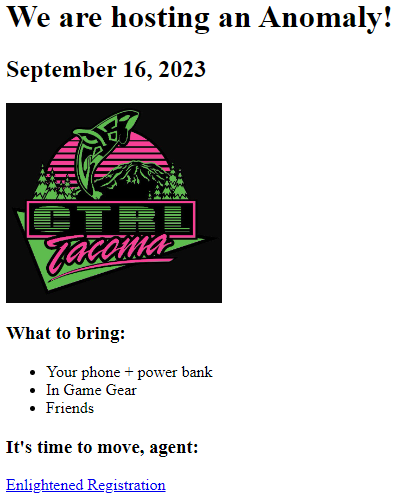 We are hosting an Anomaly!
September 16, 2023
CTRL
Tacoma
What to bring:
Your phone + power bank
In Game Gear
Friends
It's time to move, agent:
Enlightened Registration